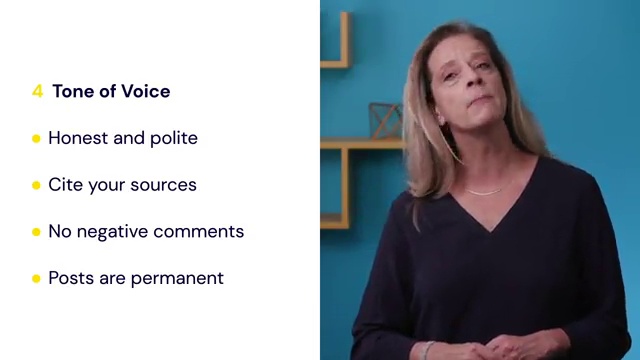 4 Tone of Voice
Honest and polite
Cite your sources
No negative comments
Posts are permanent